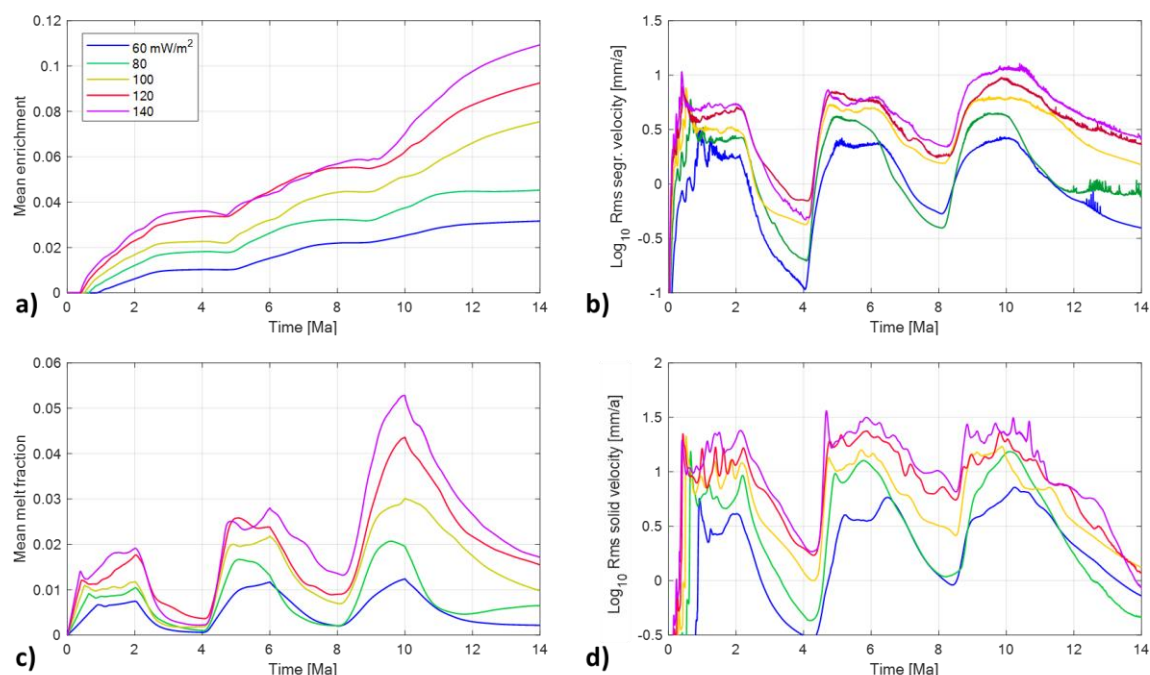 0.12
0.1
0.08
0.06
0.04
0.02
0
Mean enrichment
60 mW/m²
80
100
120
140
0 2 4 6 8 10 12 14
Time [Ma]
a)
1.5
1
0.5
0
-0.5
-1
Log₁₀ Rms segr. velocity [mm/a]
0 2 4 6 8 10 12 14
Time [Ma]
b)
0.06
0.05
0.04
0.03
0.02
0.01
0
Mean melt fraction
0 2 4 6 8 10 12 14
Time [Ma]
c)
2
1.5
1
0.5
0
-0.5
Log₁₀ Rms solid velocity [mm/a]
0 2 4 6 8 10 12 14
Time [Ma]
d)